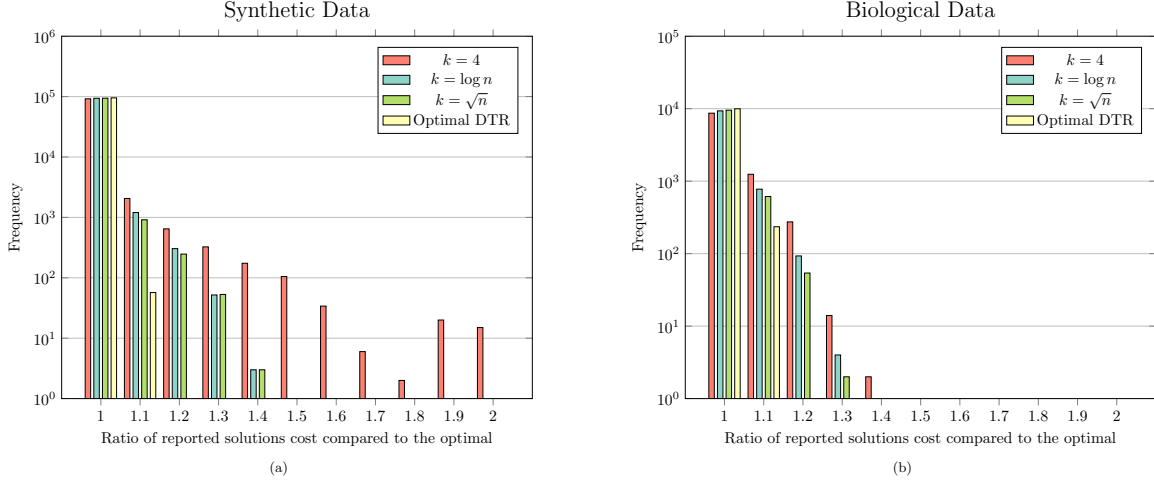 Synthetic Data
10^6
10^5
10^4
10^3
10^2
10^1
10^0
Frequency
k = 4
k = log n
k = √n
Optimal DTR
1 1.1 1.2 1.3 1.4 1.5 1.6 1.7 1.8 1.9 2
Ratio of reported solutions cost compared to the optimal
(a)
Biological Data
10^5
10^4
10^3
10^2
10^1
10^0
Frequency
k = 4
k = log n
k = √n
Optimal DTR
1 1.1 1.2 1.3 1.4 1.5 1.6 1.7 1.8 1.9 2
Ratio of reported solutions cost compared to the optimal
(b)